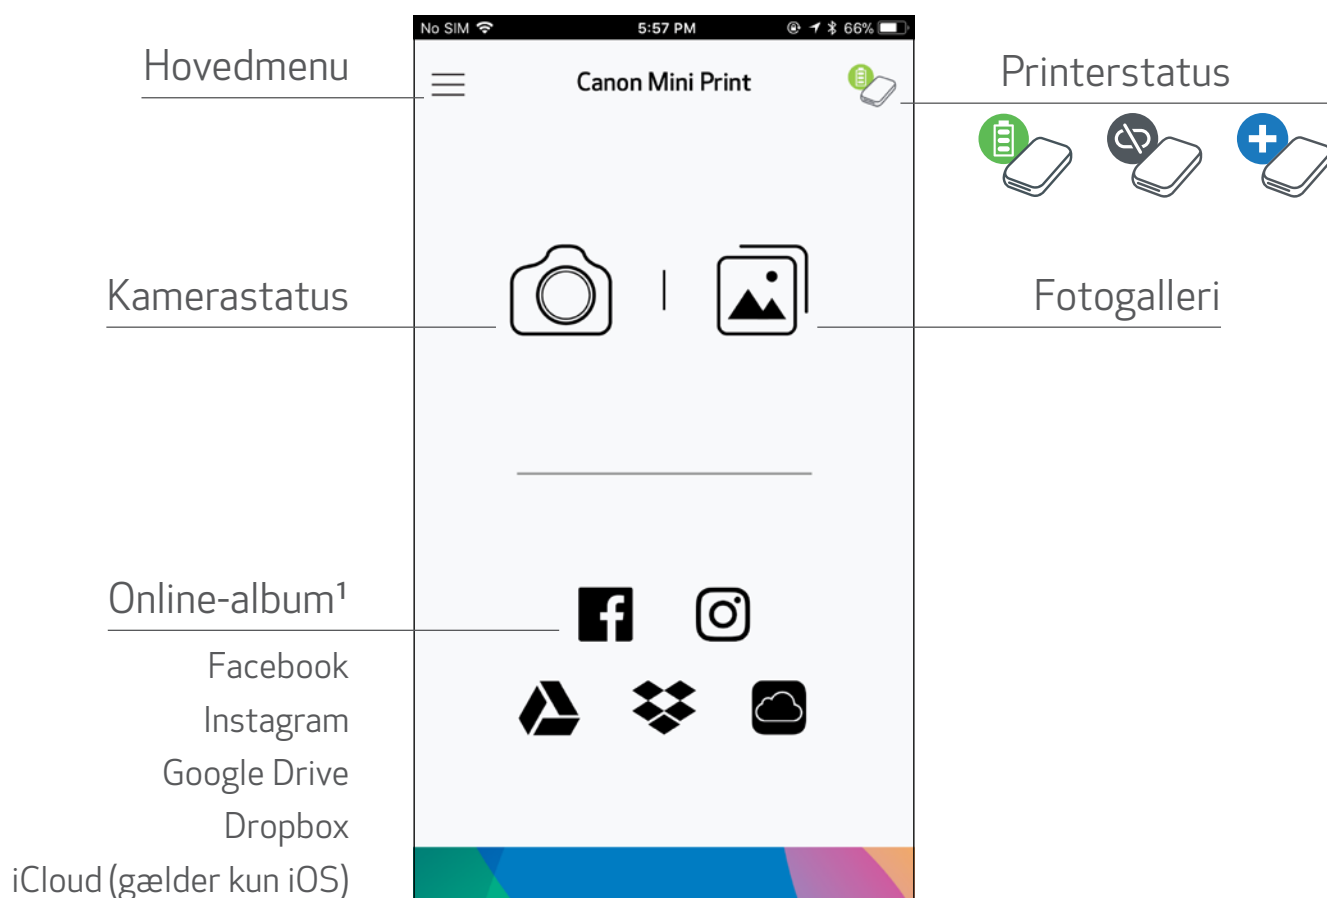 No SIM 5:57 PM 66%
Hovedmenu
Canon Mini Print
Printerstatus
Kamerastatus
Fotogalleri
Online-album¹
Facebook
Instagram
Google Drive
Dropbox
iCloud (gælder kun iOS)